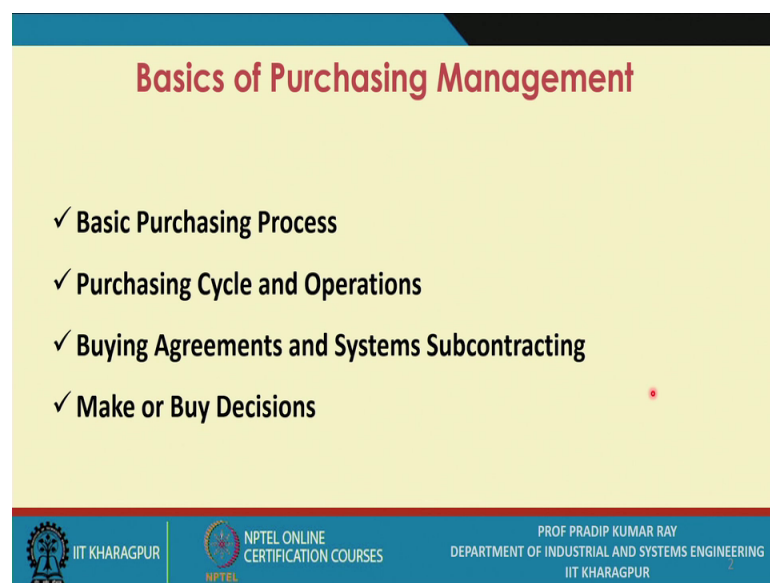 Basics of Purchasing Management
✓ Basic Purchasing Process
✓ Purchasing Cycle and Operations
✓ Buying Agreements and Systems Subcontracting
✓ Make or Buy Decisions
IIT KHARAGPUR
NPTEL
NPTEL ONLINE
CERTIFICATION COURSES
PROF PRADIP KUMAR RAY
DEPARTMENT OF INDUSTRIAL AND SYSTEMS ENGINEERING
IIT KHARAGPUR
2